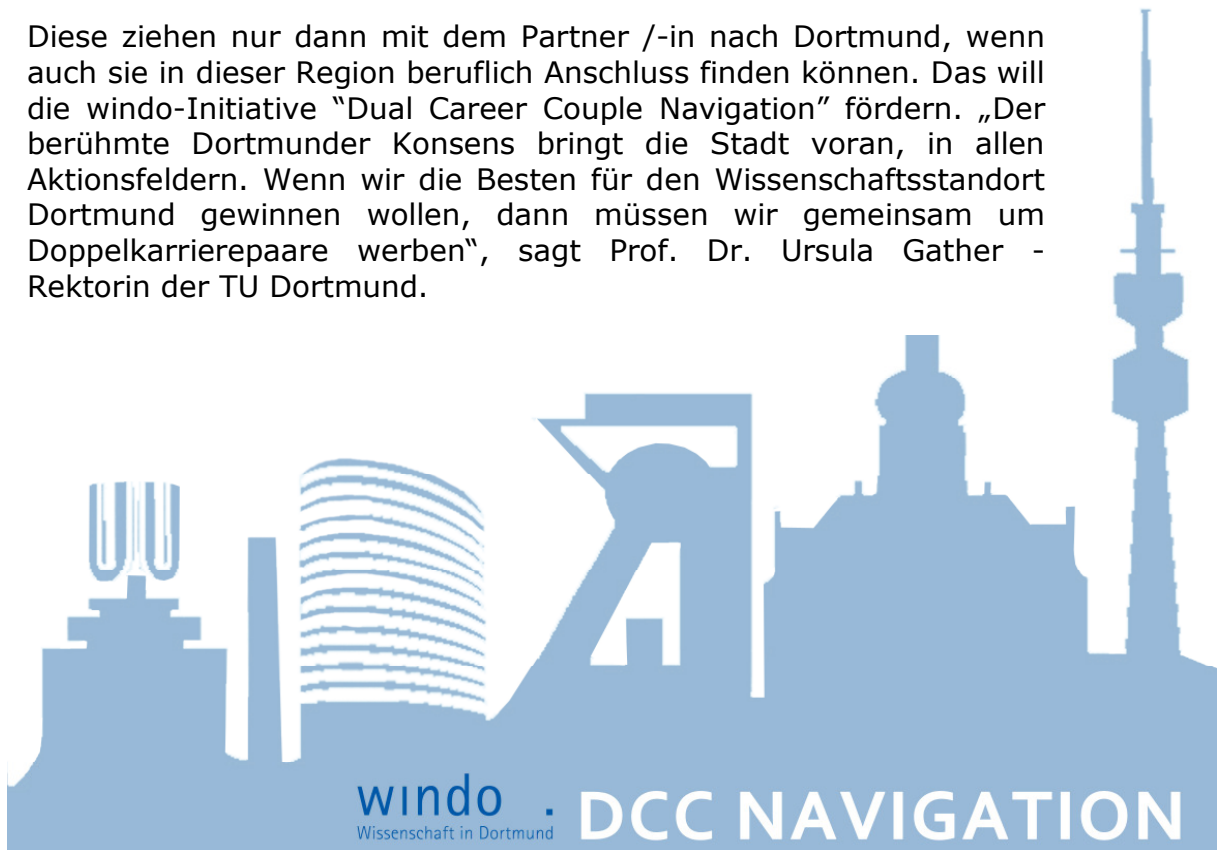 Diese ziehen nur dann mit dem Partner /-in nach Dortmund, wenn
auch sie in dieser Region beruflich Anschluss finden können. Das will
die windo-Initiative “Dual Career Couple Navigation” fördern. „Der
berühmte Dortmunder Konsens bringt die Stadt voran, in allen
Aktionsfeldern. Wenn wir die Besten für den Wissenschaftsstandort
Dortmund gewinnen wollen, dann müssen wir gemeinsam um
Doppelkarrierepaare werben“, sagt Prof. Dr. Ursula Gather -
Rektorin der TU Dortmund.
windo .
Wissenschaft in Dortmund
DCC NAVIGATION